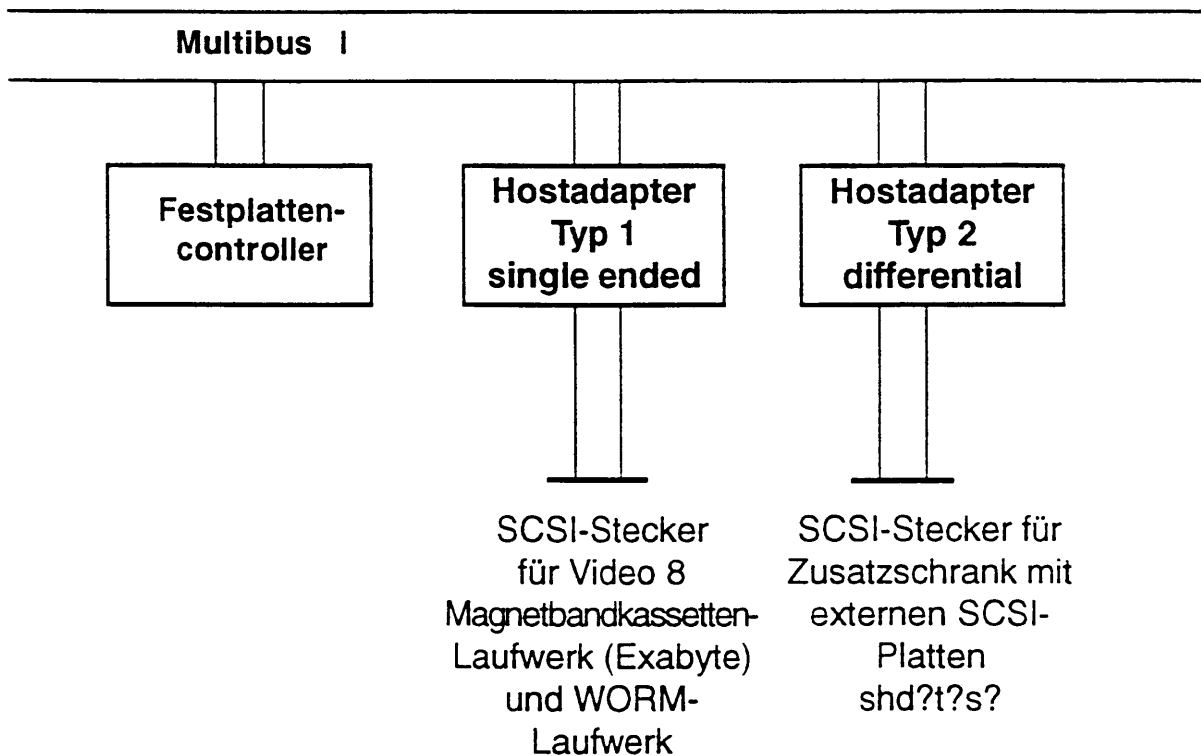 Multibus I
Festplatten-
controller
Hostadapter
Typ 1
single ended
Hostadapter
Typ 2
differential
SCSI-Stecker
für Video 8
Magnetbandkassetten-
Laufwerk (Exabyte)
und WORM-
Laufwerk
SCSI-Stecker für
Zusatzschrank mit
externen SCSI-
Platten
shd?t?s?